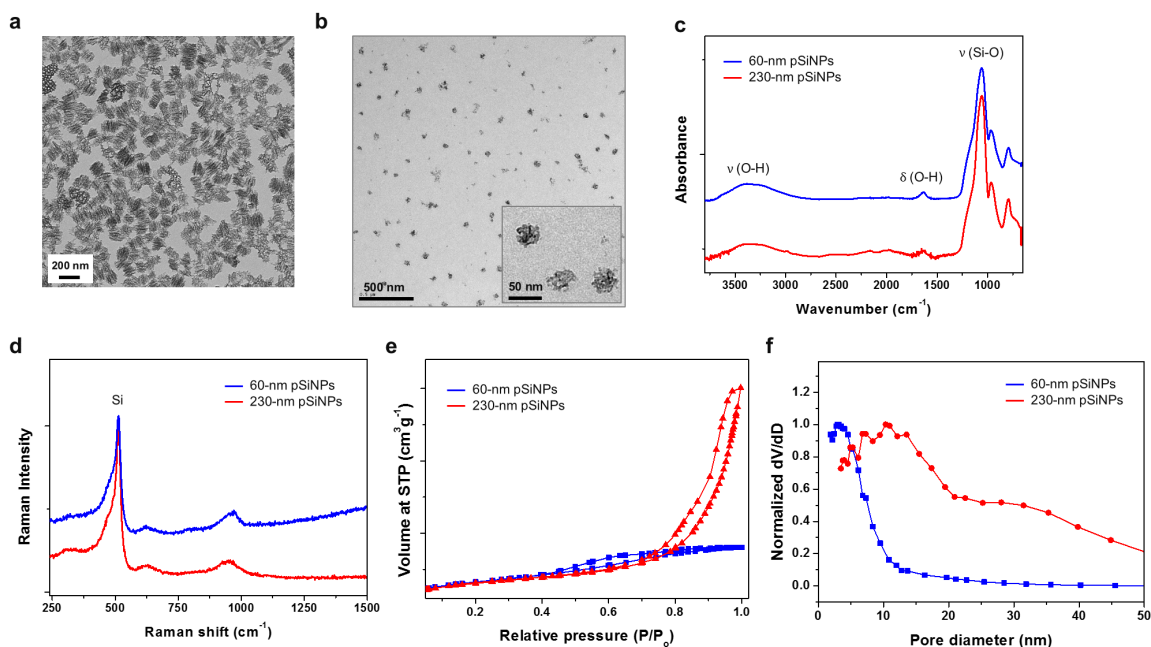 a
200 nm
b
500 nm
50 nm
c
60-nm pSiNPs
230-nm pSiNPs
ν (Si–O)
ν (O-H)
δ (O-H)
Absorbance
3500 3000 2500 2000 1500 1000
Wavenumber (cm⁻¹)
d
60-nm pSiNPs
230-nm pSiNPs
Si
Raman Intensity
250 500 750 1000 1250 1500
Raman shift (cm⁻¹)
e
60-nm pSiNPs
230-nm pSiNPs
Volume at STP (cm³g⁻¹)
0.2 0.4 0.6 0.8 1.0
Relative pressure (P/Pₒ)
f
60-nm pSiNPs
230-nm pSiNPs
Normalized dV/dD
1.2
1.0
0.8
0.6
0.4
0.2
0.0
0 10 20 30 40 50
Pore diameter (nm)